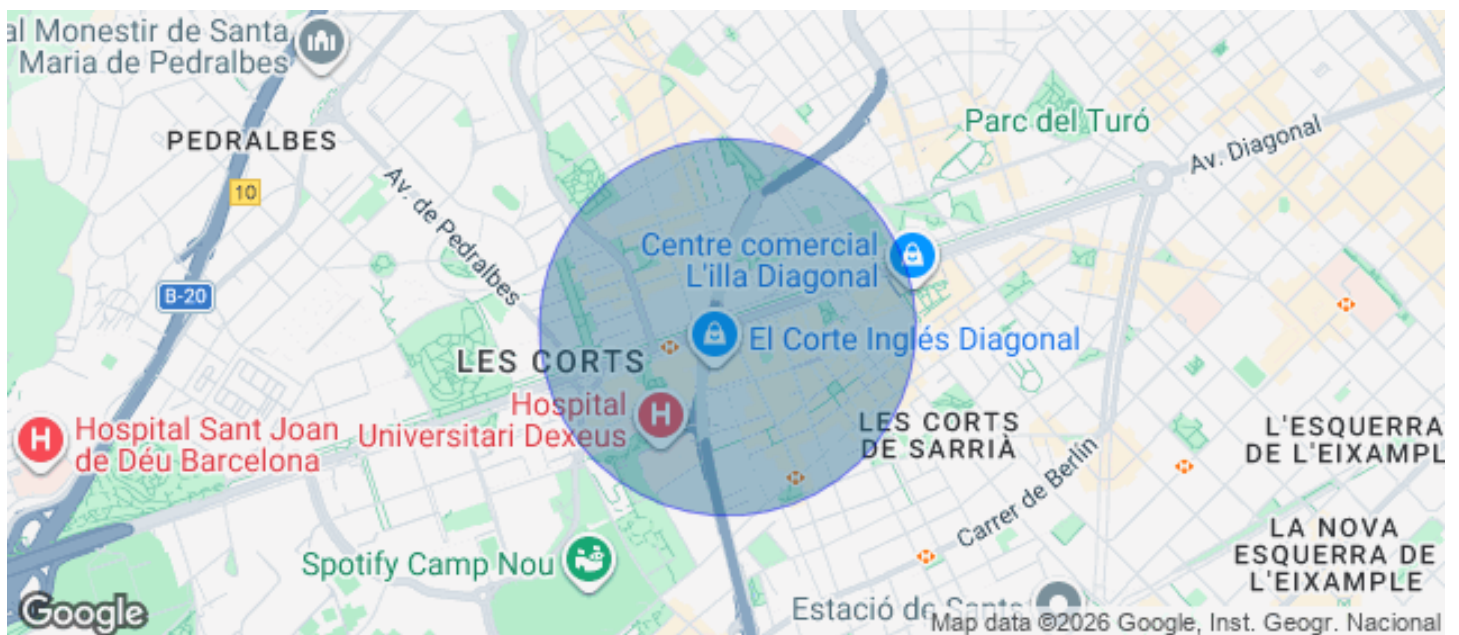 al Monestir de Santa
Maria de Pedralbes
PEDRALBES
10
Av. de Pedralbes
B-20
Parc del Turó
Av. Diagonal
Centre comercial
L'illa Diagonal
El Corte Inglés Diagonal
LES CORTS
Hospital
Universitari Dexeus
H
H
Hospital Sant Joan
de Déu Barcelona
LES CORTS
DE SARRIÀ
L'ESQUERRA
DE L'EIXAMPL
Carrer de Berlín
LA NOVA
ESQUERRA DE
L'EIXAMPLE
Spotify Camp Nou
Estació de Sants
Google
Map data ©2026 Google, Inst. Geogr. Nacional